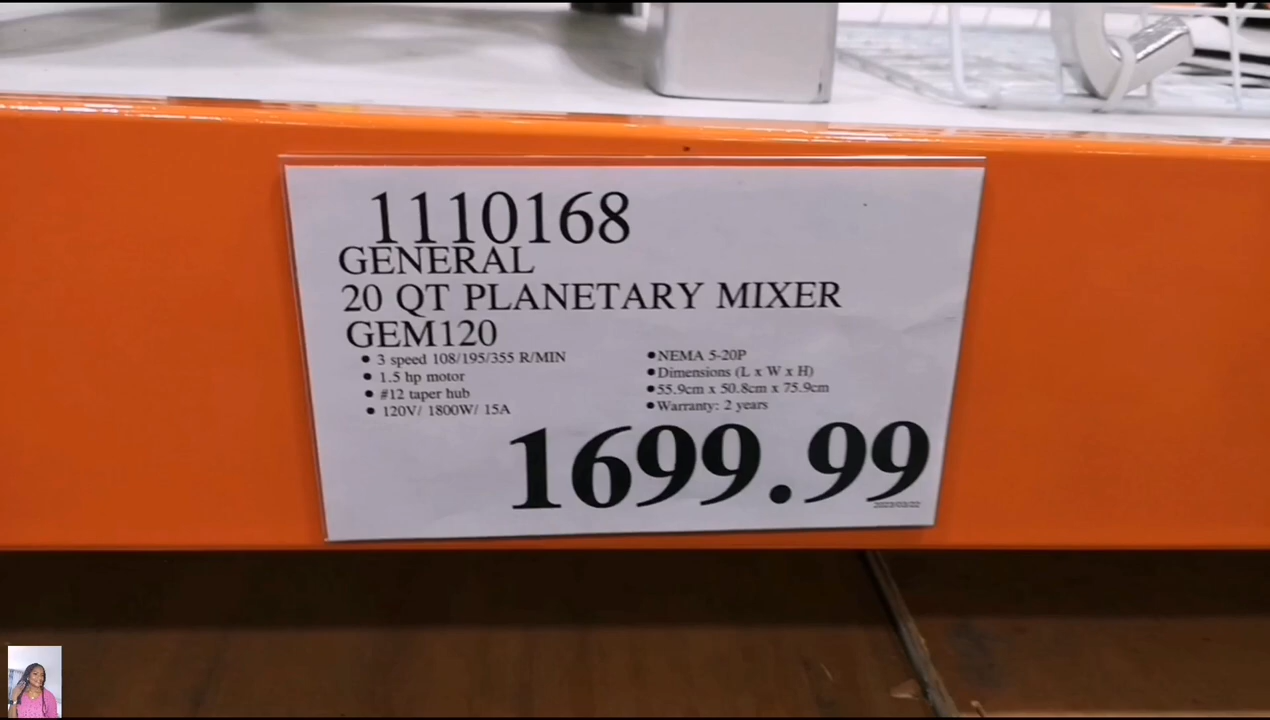 1110168
GENERAL
20 QT PLANETARY MIXER
GEM120
• 3 speed 108/195/355 R/MIN
• 1.5 hp motor
• #12 taper hub
• 120V/ 1800W/ 15A
• NEMA 5-20P
• Dimensions (L x W x H)
• 55.9cm x 50.8cm x 75.9cm
• Warranty: 2 years
1699.99